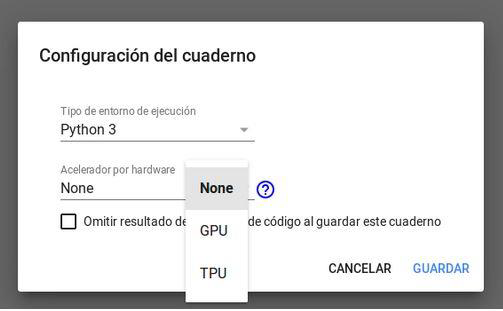 Configuración del cuaderno
Tipo de entorno de ejecución
Python 3
Acelerador por hardware
None
None
Omitir resultado de de código al guardar este cuaderno
GPU
TPU
CANCELAR GUARDAR